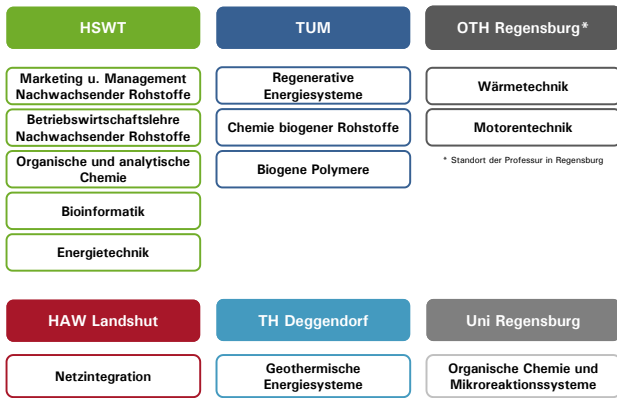 HSWT
Marketing u. Management
Nachwachsender Rohstoffe
Betriebswirtschaftslehre
Nachwachsender Rohstoffe
Organische und analytische
Chemie
Bioinformatik
Energietechnik
TUM
Regenerative
Energiesysteme
Chemie biogener Rohstoffe
Biogene Polymere
OTH Regensburg*
Wärmetechnik
Motorentechnik
* Standort der Professur in Regensburg
HAW Landshut
Netzintegration
TH Deggendorf
Geothermische
Energiesysteme
Uni Regensburg
Organische Chemie und
Mikroreaktionssysteme